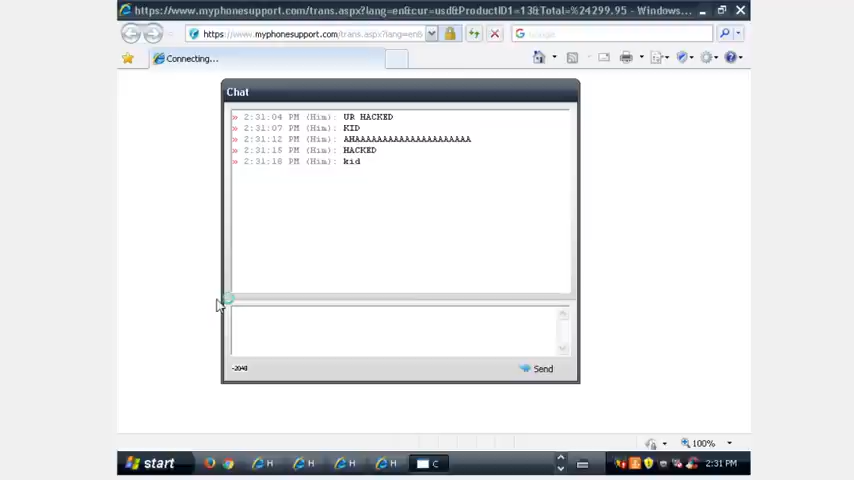 https://www.myphonesupport.com/trans.aspx?lang=en&cur=usd&ProductID1=13&Total=%24299.95 - Windows...
https://www.myphonesupport.com/trans.aspx?lang=en&
Google
Connecting...
Chat
» 2:31:04 PM (Him): UR HACKED
» 2:31:07 PM (Him): KID
» 2:31:12 PM (Him): AHAAAAAAAAAAAAAAAAAAAAA
» 2:31:15 PM (Him): HACKED
» 2:31:18 PM (Him): kid
-2048
Send
100%
start
H
H
H
H
C
2:31 PM